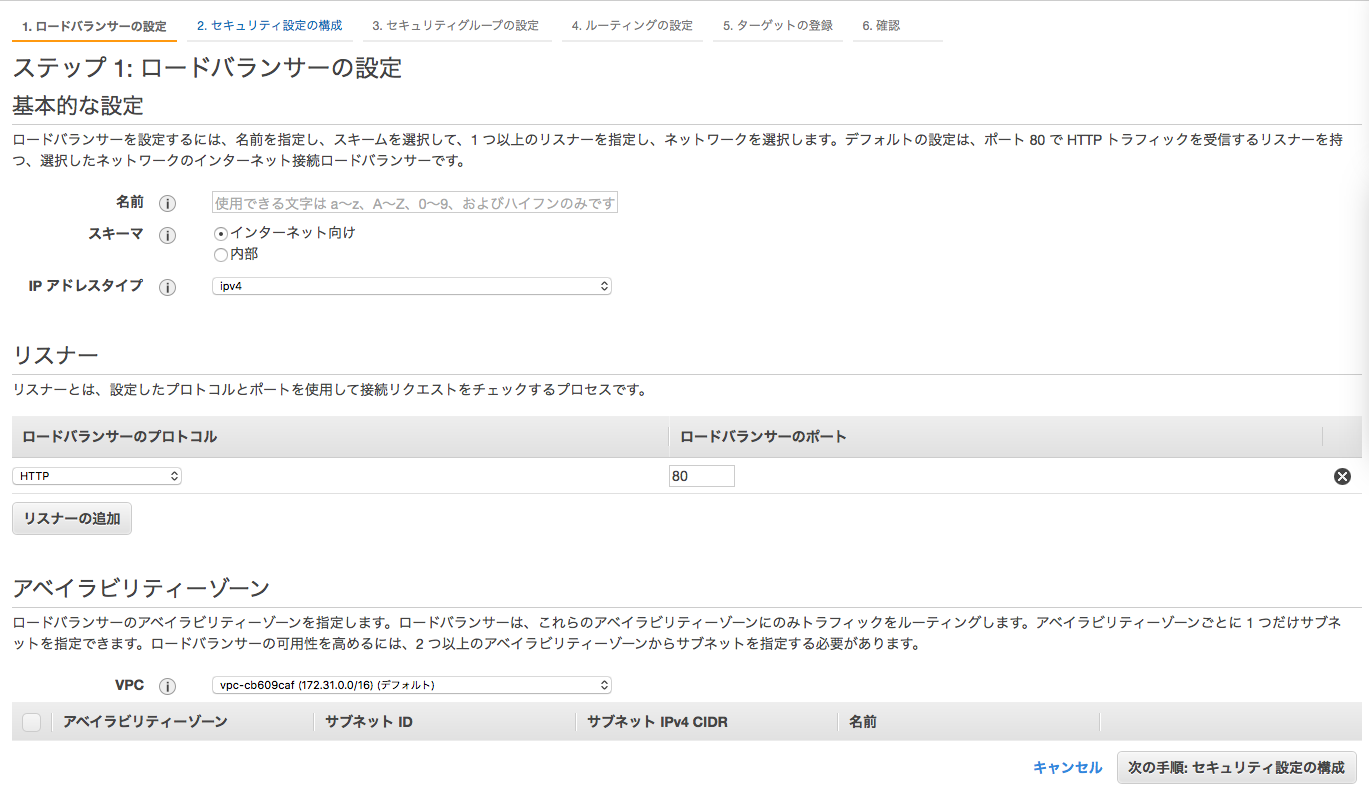 1. ロードバランサーの設定 2. セキュリティ設定の構成 3. セキュリティグループの設定 4. ルーティングの設定 5. ターゲットの登録 6. 確認
ステップ 1: ロードバランサーの設定
基本的な設定
ロードバランサーを設定するには、名前を指定し、スキームを選択して、1 つ以上のリスナーを指定し、ネットワークを選択します。デフォルトの設定は、ポート 80 で HTTP トラフィックを受信するリスナーを持
つ、選択したネットワークのインターネット接続ロードバランサーです。
名前 i 使用できる文字は a〜z、A〜Z、0〜9、およびハイフンのみです
スキーマ i インターネット向け
内部
IP アドレスタイプ i ipv4
リスナー
リスナーとは、設定したプロトコルとポートを使用して接続リクエストをチェックするプロセスです。
ロードバランサーのプロトコル ロードバランサーのポート
HTTP 80
リスナーの追加
アベイラビリティーゾーン
ロードバランサーのアベイラビリティーゾーンを指定します。ロードバランサーは、これらのアベイラビリティーゾーンにのみトラフィックをルーティングします。アベイラビリティーゾーンごとに 1 つだけサブネ
ットを指定できます。ロードバランサーの可用性を高めるには、2 つ以上のアベイラビリティーゾーンからサブネットを指定する必要があります。
VPC i vpc-cb609caf (172.31.0.0/16) (デフォルト)
アベイラビリティーゾーン サブネット ID サブネット IPv4 CIDR 名前
キャンセル 次の手順: セキュリティ設定の構成